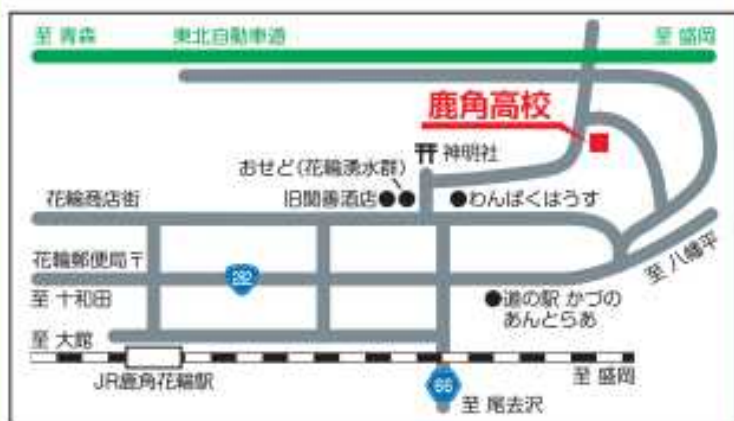 至 青森
東北自動車道
至 盛岡
鹿角高校
神明社
おせど(花輪湧水群)
花輪商店街
旧関善酒店
わんぱくはうす
花輪郵便局〒
282
至 八幡平
至 十和田
道の駅 かづの
あんとらあ
至 大館
JR鹿角花輪駅
66
至 盛岡
至 尾去沢